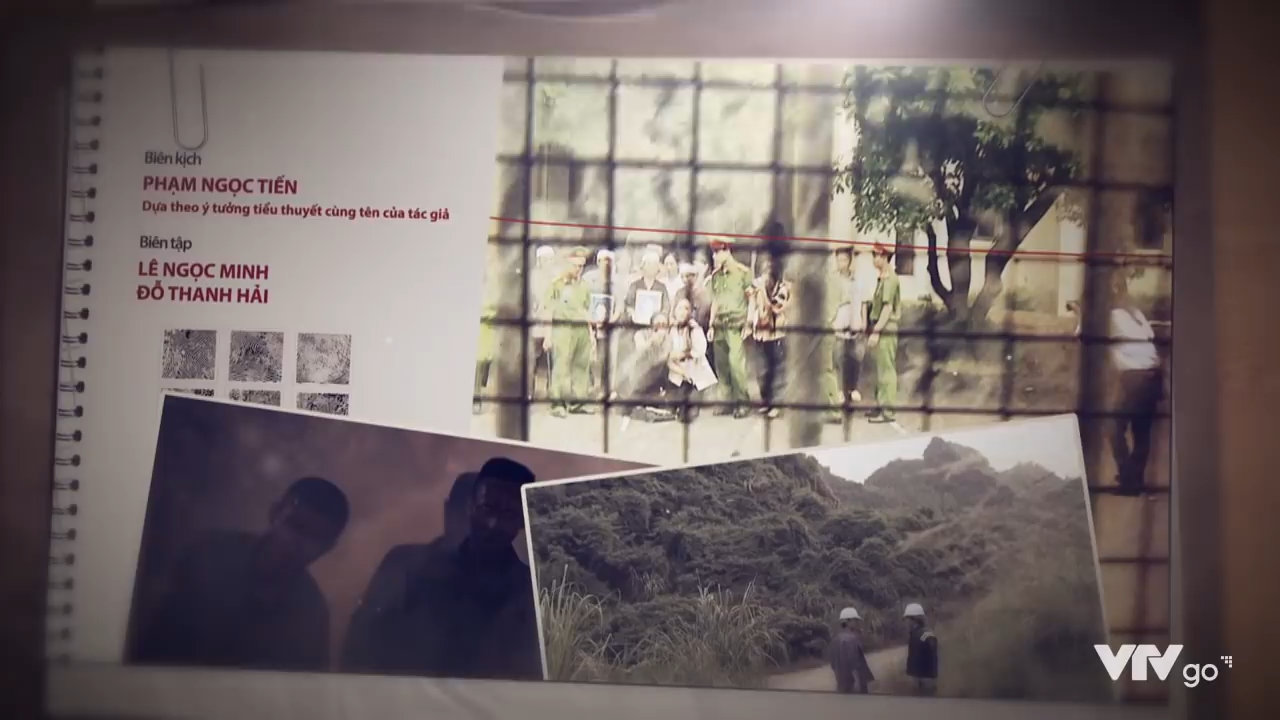 Biên kịch
PHẠM NGỌC TIẾN
Dựa theo ý tưởng tiểu thuyết cùng tên của tác giả
Biên tập
LÊ NGỌC MINH
ĐỖ THANH HẢI
VTV go